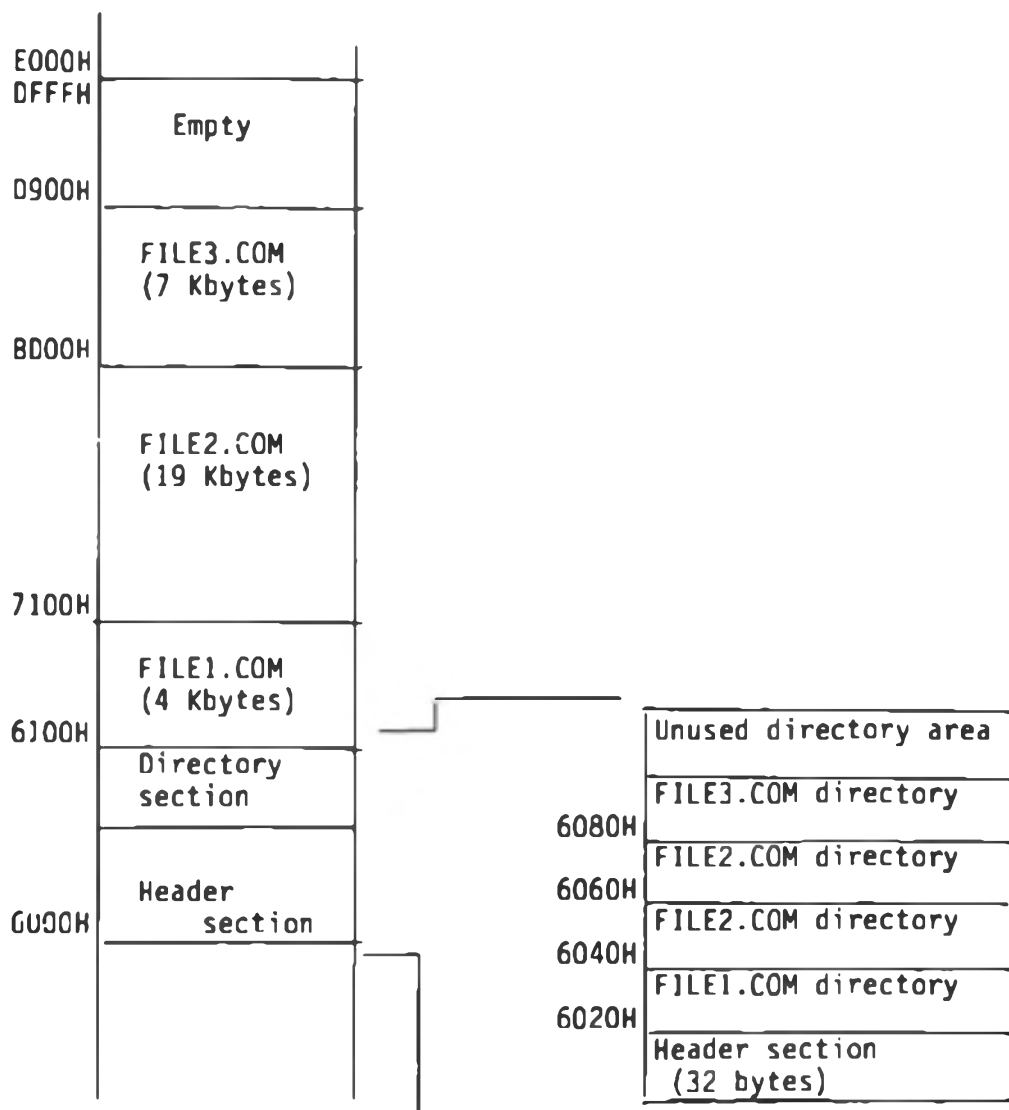 E000H
DFFFH
Empty
D900H
FILE3.COM
(7 Kbytes)
BD00H
FILE2.COM
(19 Kbytes)
7100H
FILE1.COM
(4 Kbytes)
6100H
Directory
section
Header
section
6000H
Unused directory area
FILE3.COM directory
6080H
FILE2.COM directory
6060H
FILE2.COM directory
6040H
FILE1.COM directory
6020H
Header section
(32 bytes)